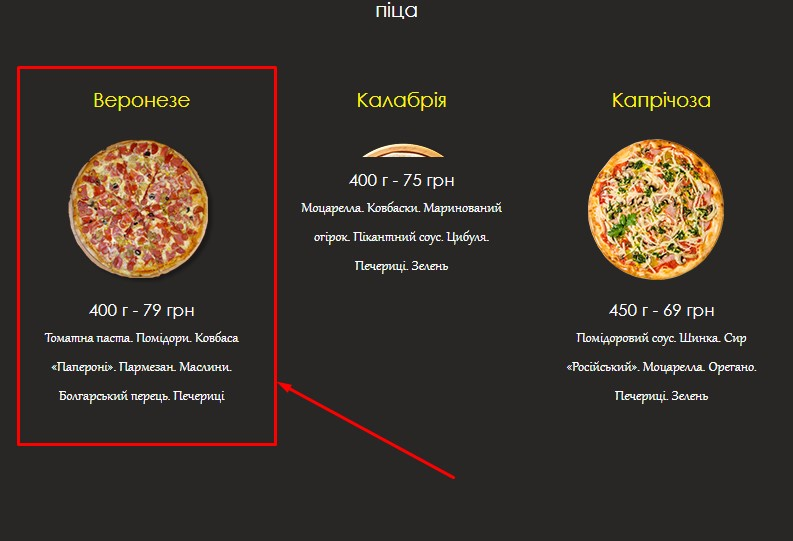 піца
Веронезе
400 г - 79 грн
Томатна паста. Помідори. Ковбаса
«Папероні». Пармезан. Маслини.
Болгарський перець. Печериці
Калабрія
400 г - 75 грн
Моцарелла. Ковбаски. Маринований
огірок. Пікантний соус. Цибуля.
Печериці. Зелень
Капрічоза
450 г - 69 грн
Помідоровий соус. Шинка. Сир
«Російський». Моцарелла. Орегано.
Печериці. Зелень